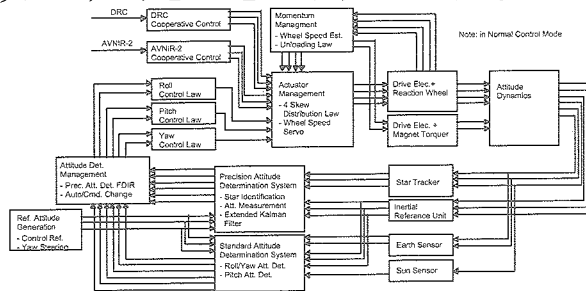 DRC
DRC
Cooperative Control
AVNIR-2
AVNIR-2
Cooperative Control
Momentum
Managment
- Wheel Speed Est.
- Unloading Law
Note: in Normal Control Mode
Roll
Control Law
Pitch
Control Law
Yaw
Control Law
Actuator
Management
- 4 Skew
Distribution Law
- Wheel Speed
Servo
Drive Elec.+
Reaction Wheel
Drive Elec. +
Magnet Torquer
Attitude
Dynamics
Attitude Det.
Management
- Prec. Att. Det. FDIR
- Auto/Cmd. Change
Precision Attitude
Determination System
- Star Identification
- Att. Measurement
- Extended Kalman
Filter
Star Tracker
Inertial
Reference Unit
Ref. Attitude
Generation
- Control Ref.
- Yaw Steering
Standard Attitude
Determination System
- Roll/Yaw Att. Det.
- Pitch Att. Det.
Earth Sensor
Sun Sensor